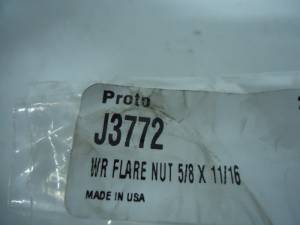 Proto
J3772
WR FLARE NUT 5/8 X 11/16
MADE IN USA